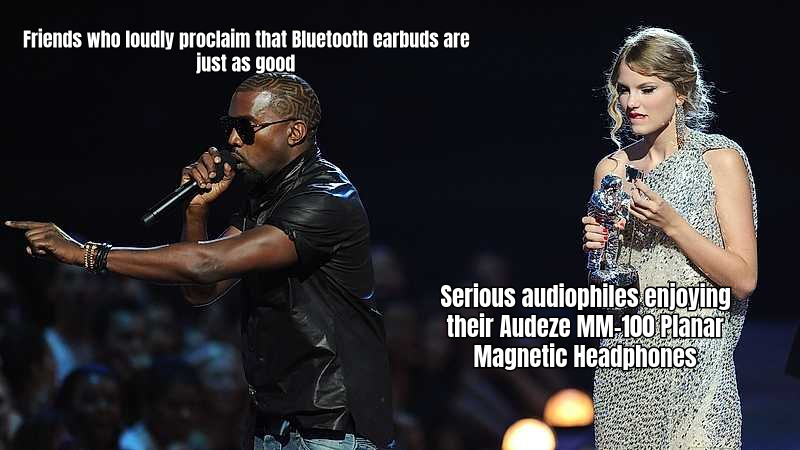 Friends who loudly proclaim that Bluetooth earbuds are
just as good
Serious audiophiles enjoying
their Audeze MM-100 Planar
Magnetic Headphones